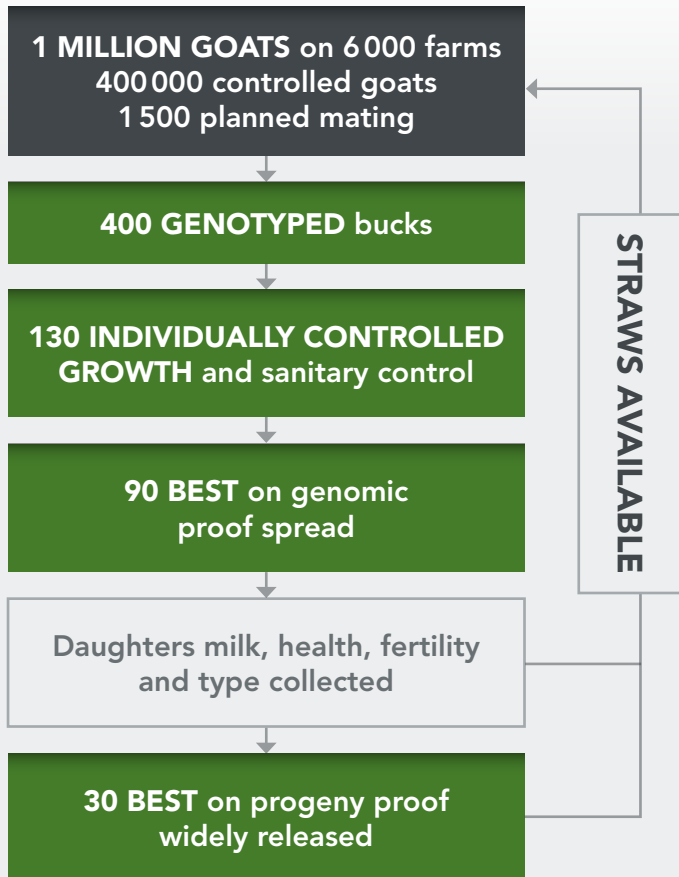 1 MILLION GOATS on 6 000 farms
400 000 controlled goats
1 500 planned mating
400 GENOTYPED bucks
130 INDIVIDUALLY CONTROLLED
GROWTH and sanitary control
90 BEST on genomic
proof spread
Daughters milk, health, fertility
and type collected
30 BEST on progeny proof
widely released
STRAWS AVAILABLE